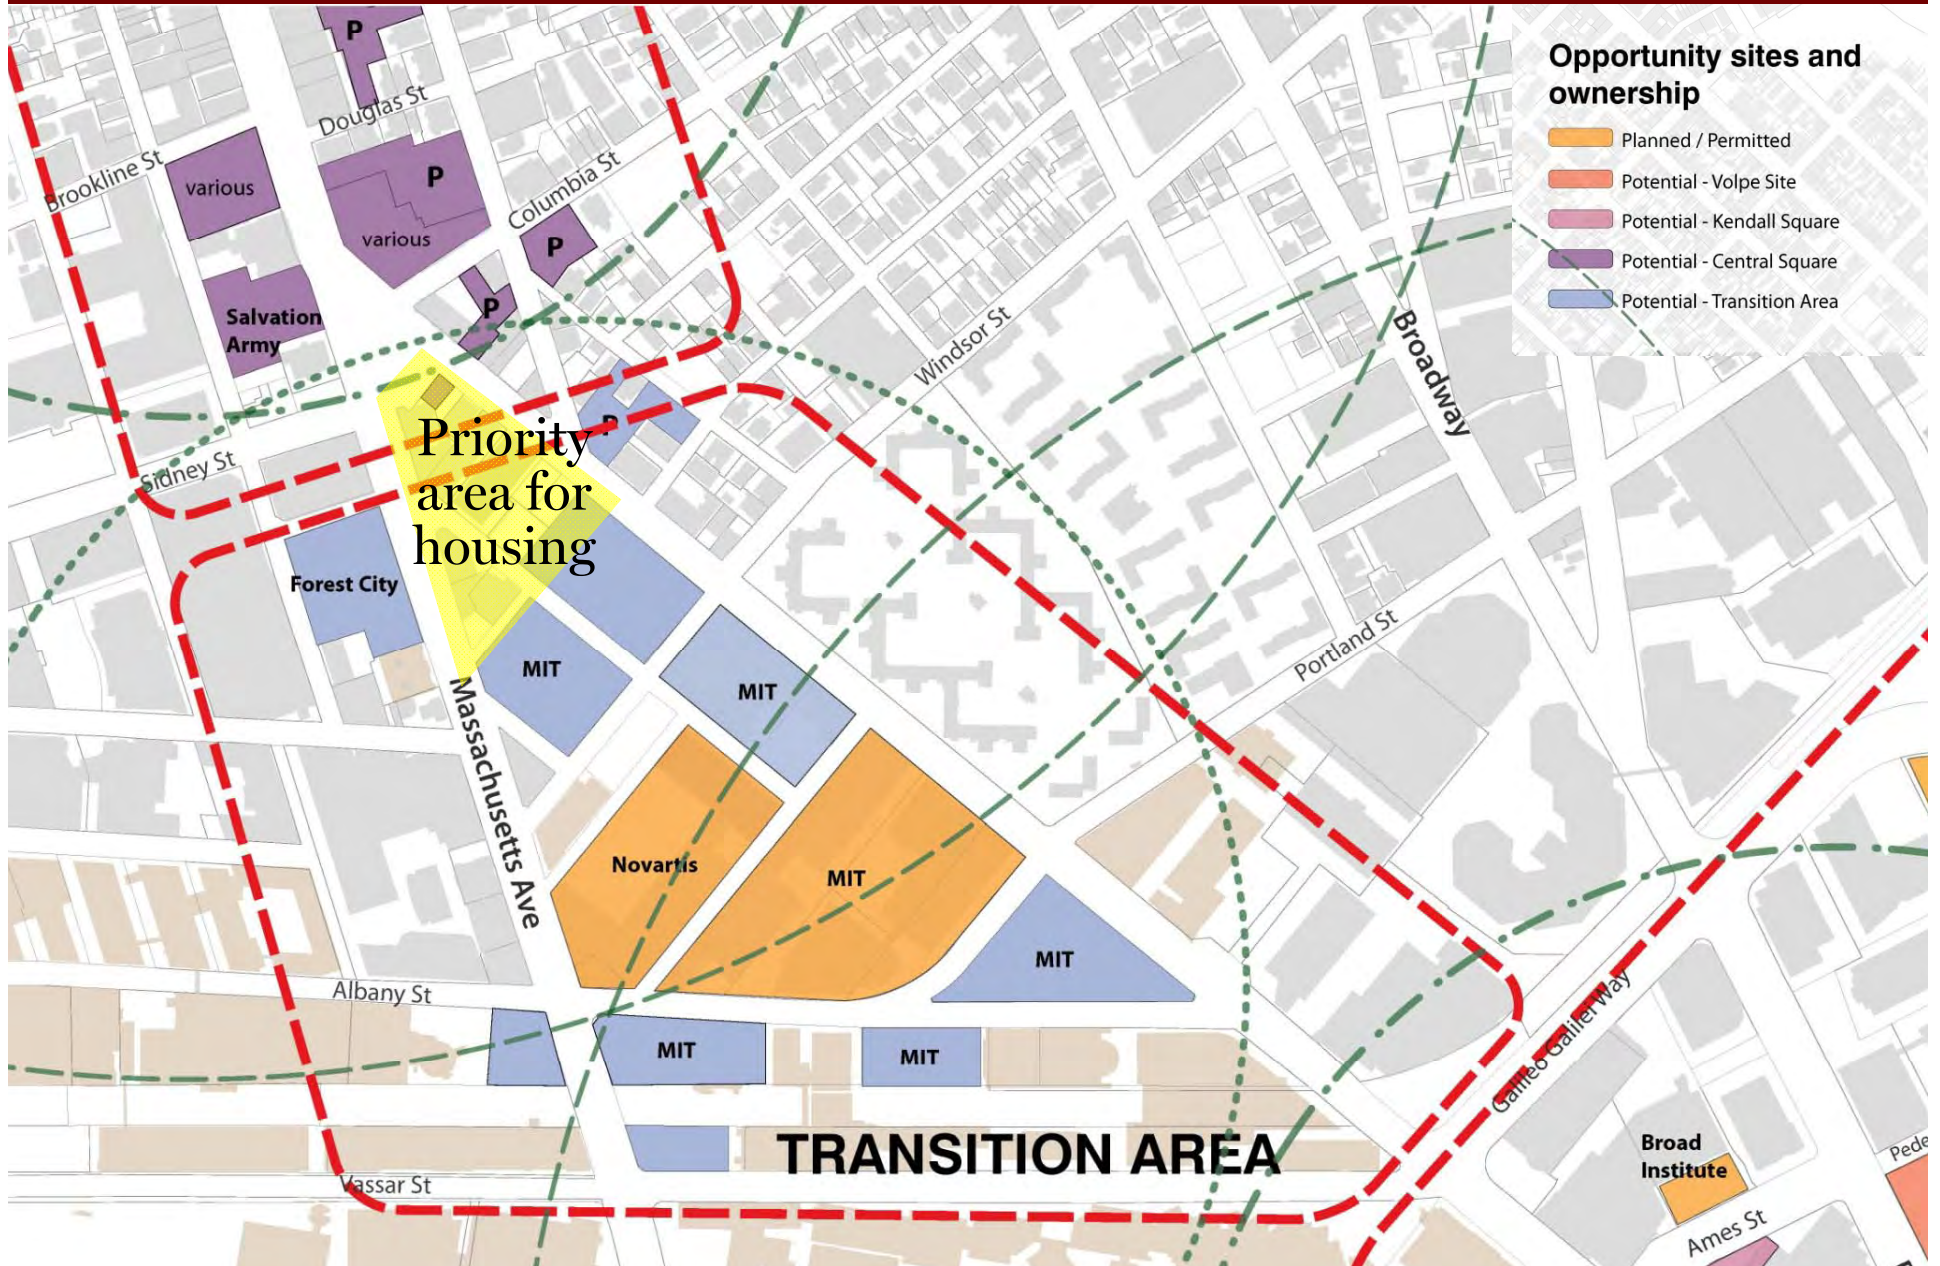 P
Douglas St
Opportunity sites and
ownership
Planned / Permitted
Potential - Volpe Site
Potential - Kendall Square
Potential - Central Square
Potential - Transition Area
Brookline St
various
P
various
Columbia St
P
P
Salvation
Army
Windsor St
Broadway
P
Priority
area for
housing
Sidney St
Forest City
MIT
MIT
Portland St
Massachusetts Ave
Novartis
MIT
MIT
Albany St
MIT
MIT
Galileo Galilei Way
TRANSITION AREA
Broad
Institute
Vassar St
Pede
Ames St